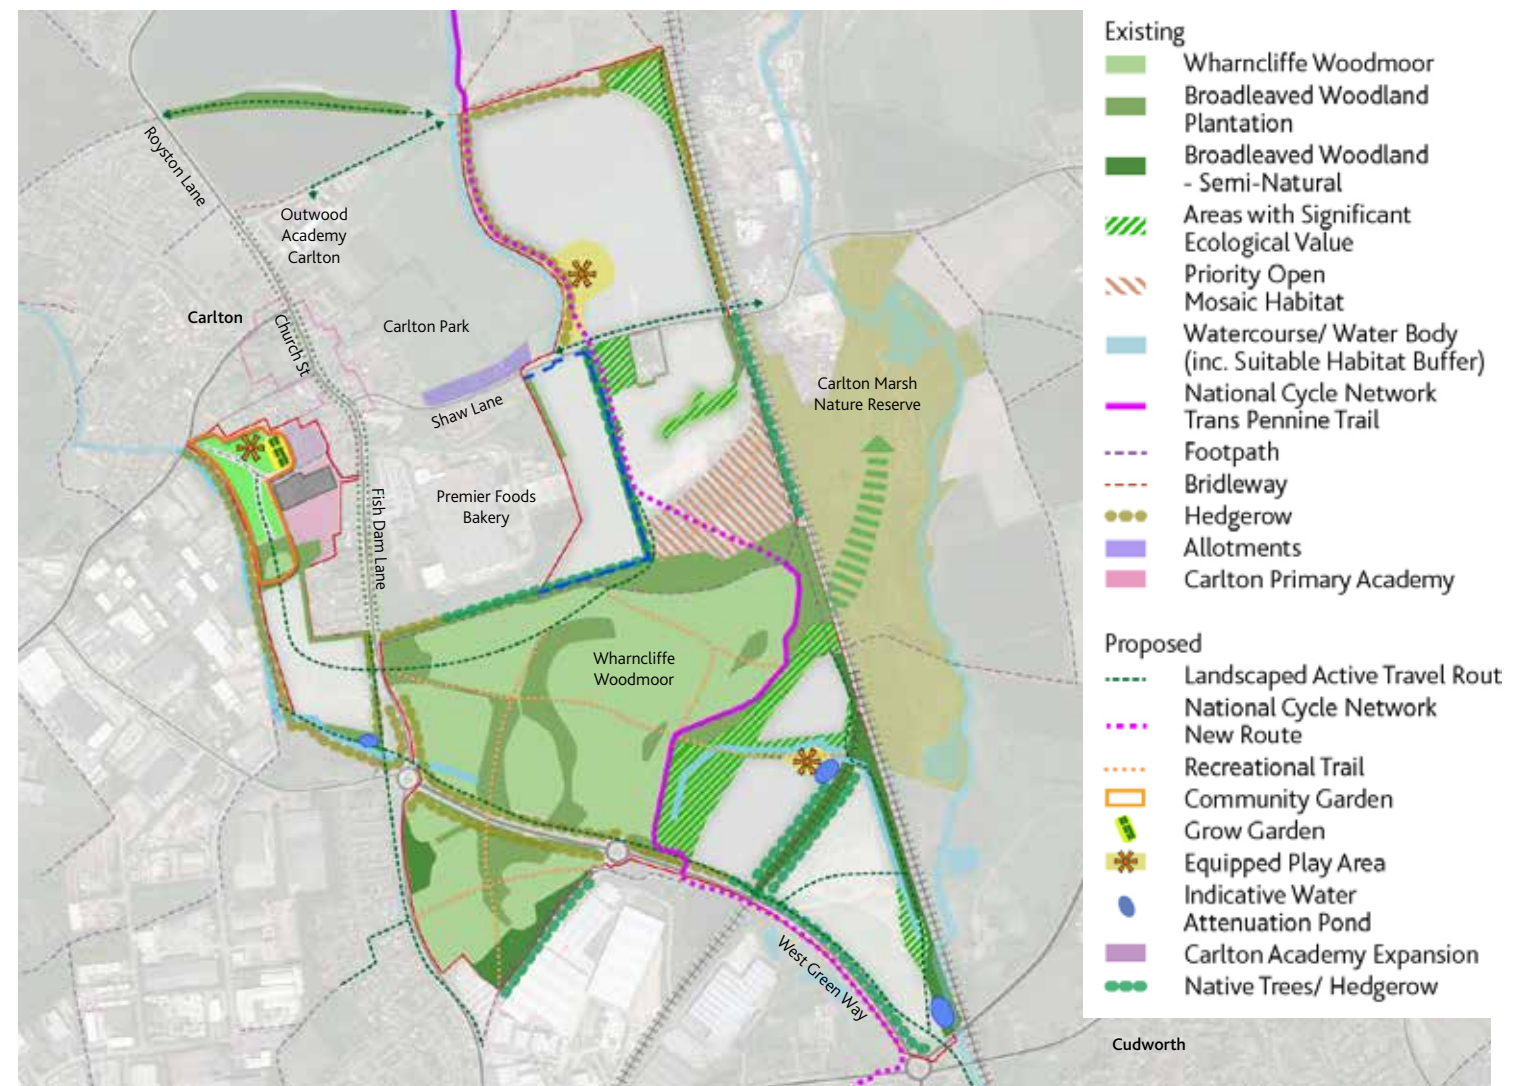 Royston Lane
Outwood
Academy
Carlton
Carlton
Church St
Carlton Park
Shaw Lane
Carlton Marsh
Nature Reserve
Premier Foods
Bakery
Fish Dam Lane
Wharncliffe
Woodmoor
West Green Way
Cudworth
Existing
Wharncliffe Woodmoor
Broadleaved Woodland
Plantation
Broadleaved Woodland
- Semi-Natural
Areas with Significant
Ecological Value
Priority Open
Mosaic Habitat
Watercourse/ Water Body
(inc. Suitable Habitat Buffer)
National Cycle Network
Trans Pennine Trail
Footpath
Bridleway
Hedgerow
Allotments
Carlton Primary Academy
Proposed
Landscaped Active Travel Rout
National Cycle Network
New Route
Recreational Trail
Community Garden
Grow Garden
Equipped Play Area
Indicative Water
Attenuation Pond
Carlton Academy Expansion
Native Trees/ Hedgerow